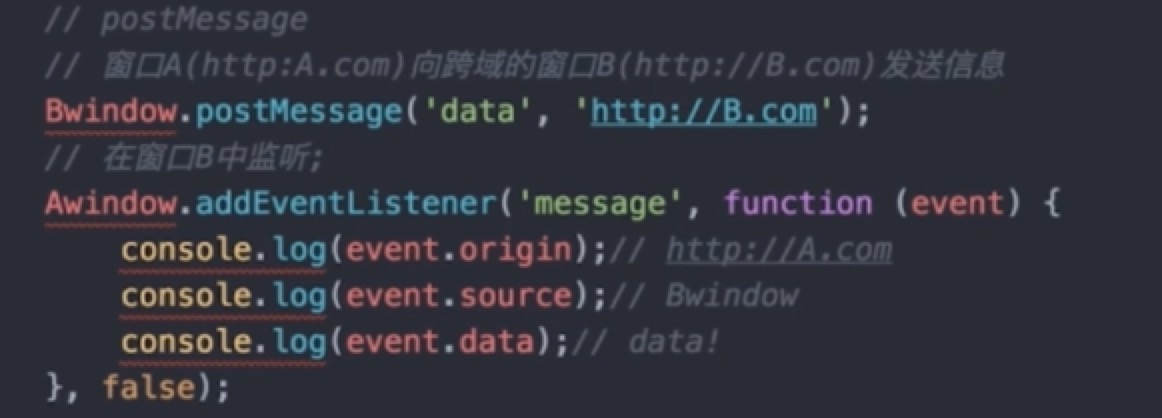 // postMessage
// 窗口A(http:A.com)向跨域的窗口B(http://B.com)发送信息
Bwindow.postMessage('data', 'http://B.com');
// 在窗口B中监听;
Awindow.addEventListener('message', function (event) {
    console.log(event.origin);// http://A.com
    console.log(event.source);// Bwindow
    console.log(event.data);// data!
}, false);